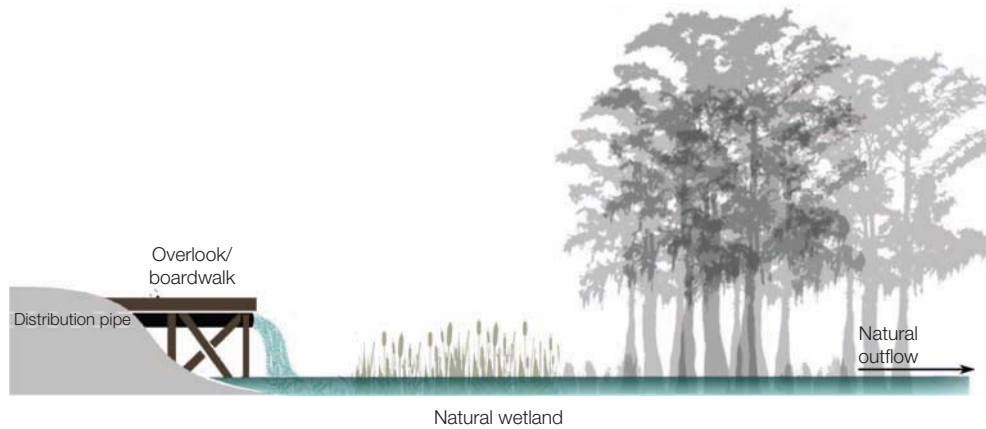 Overlook/
boardwalk
Distribution pipe
Natural
outflow
Natural wetland